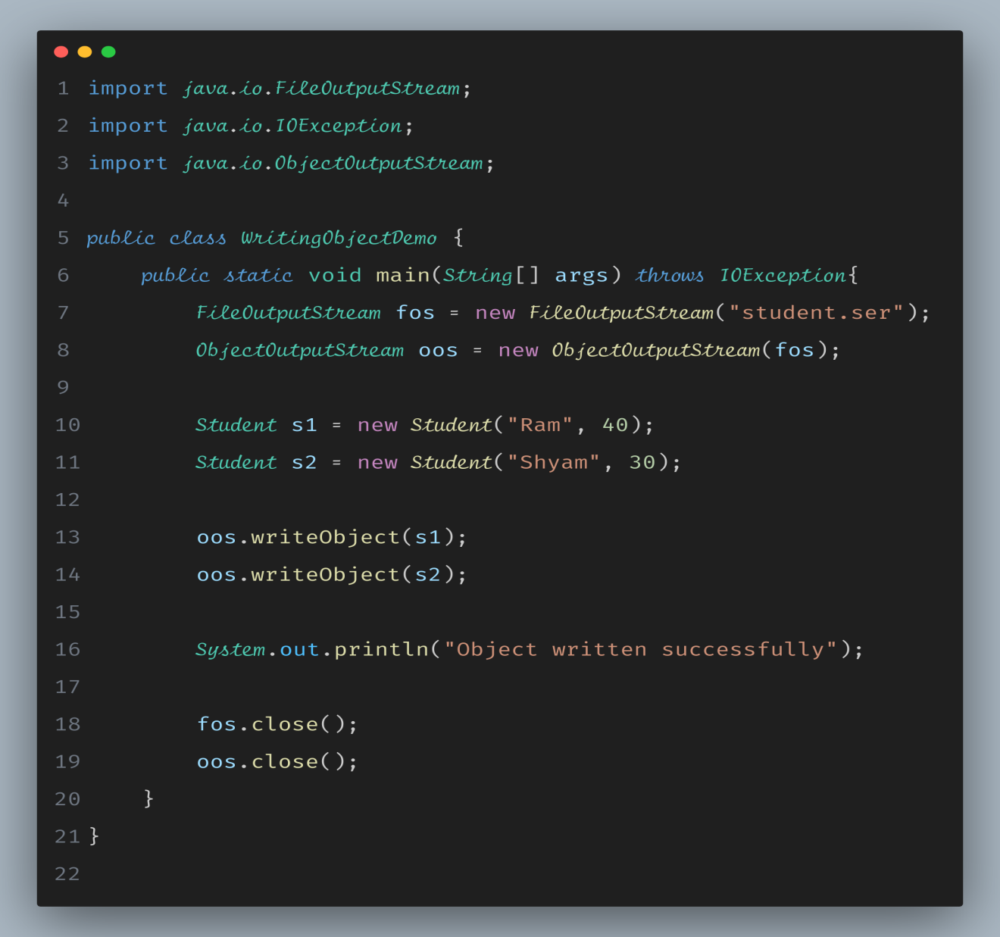 1 import java.io.FileOutputStream;
2 import java.io.IOException;
3 import java.io.ObjectOutputStream;
4
5 public class WritingObjectDemo {
6     public static void main(String[] args) throws IOException{
7         FileOutputStream fos = new FileOutputStream("student.ser");
8         ObjectOutputStream oos = new ObjectOutputStream(fos);
9
10         Student s1 = new Student("Ram", 40);
11         Student s2 = new Student("Shyam", 30);
12
13         oos.writeObject(s1);
14         oos.writeObject(s2);
15
16         System.out.println("Object written successfully");
17
18         fos.close();
19         oos.close();
20     }
21 }
22